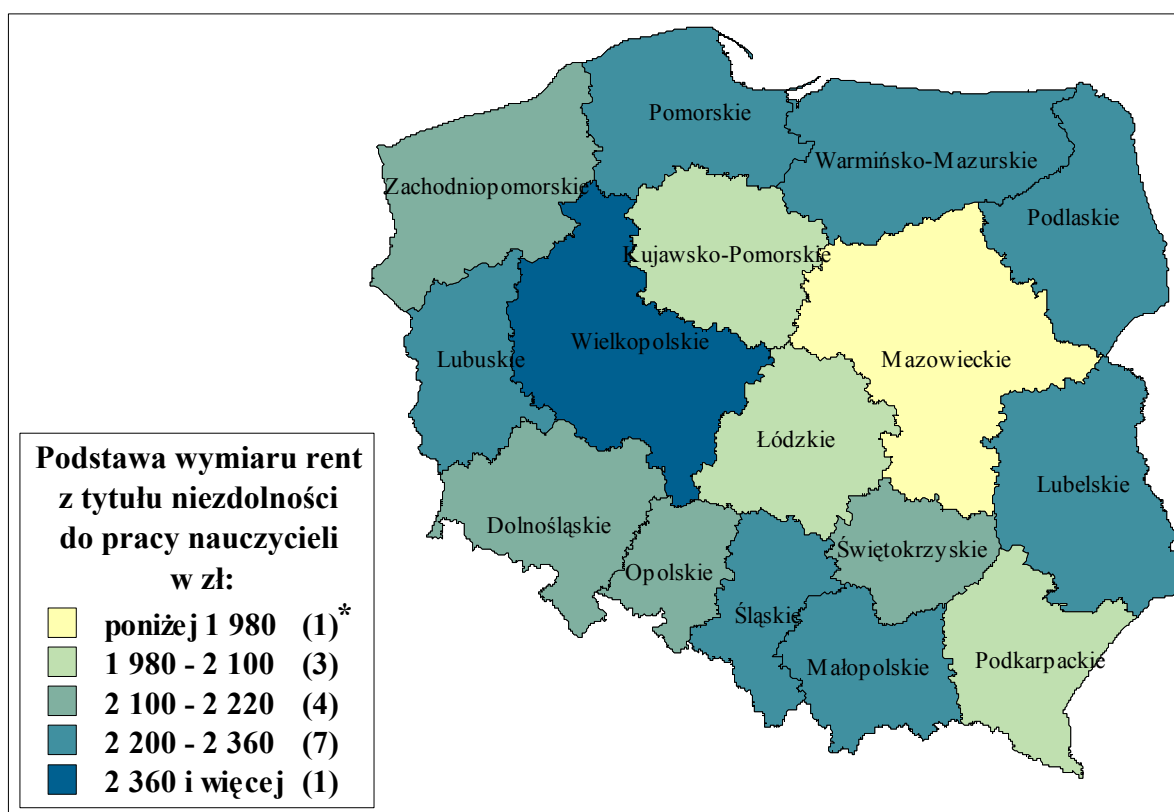 Pomorskie
Warmińsko-Mazurskie
Zachodniopomorskie
Podlaskie
Kujawsko-Pomorskie
Wielkopolskie
Lubuskie
Mazowieckie
Łódzkie
Lubelskie
Dolnośląskie
Świętokrzyskie
Opolskie
Śląskie
Małopolskie
Podkarpackie
Podstawa wymiaru rent
z tytułu niezdolności
do pracy nauczycieli
w zł:
poniżej 1 980 (1)*
1 980 - 2 100 (3)
2 100 - 2 220 (4)
2 200 - 2 360 (7)
2 360 i więcej (1)